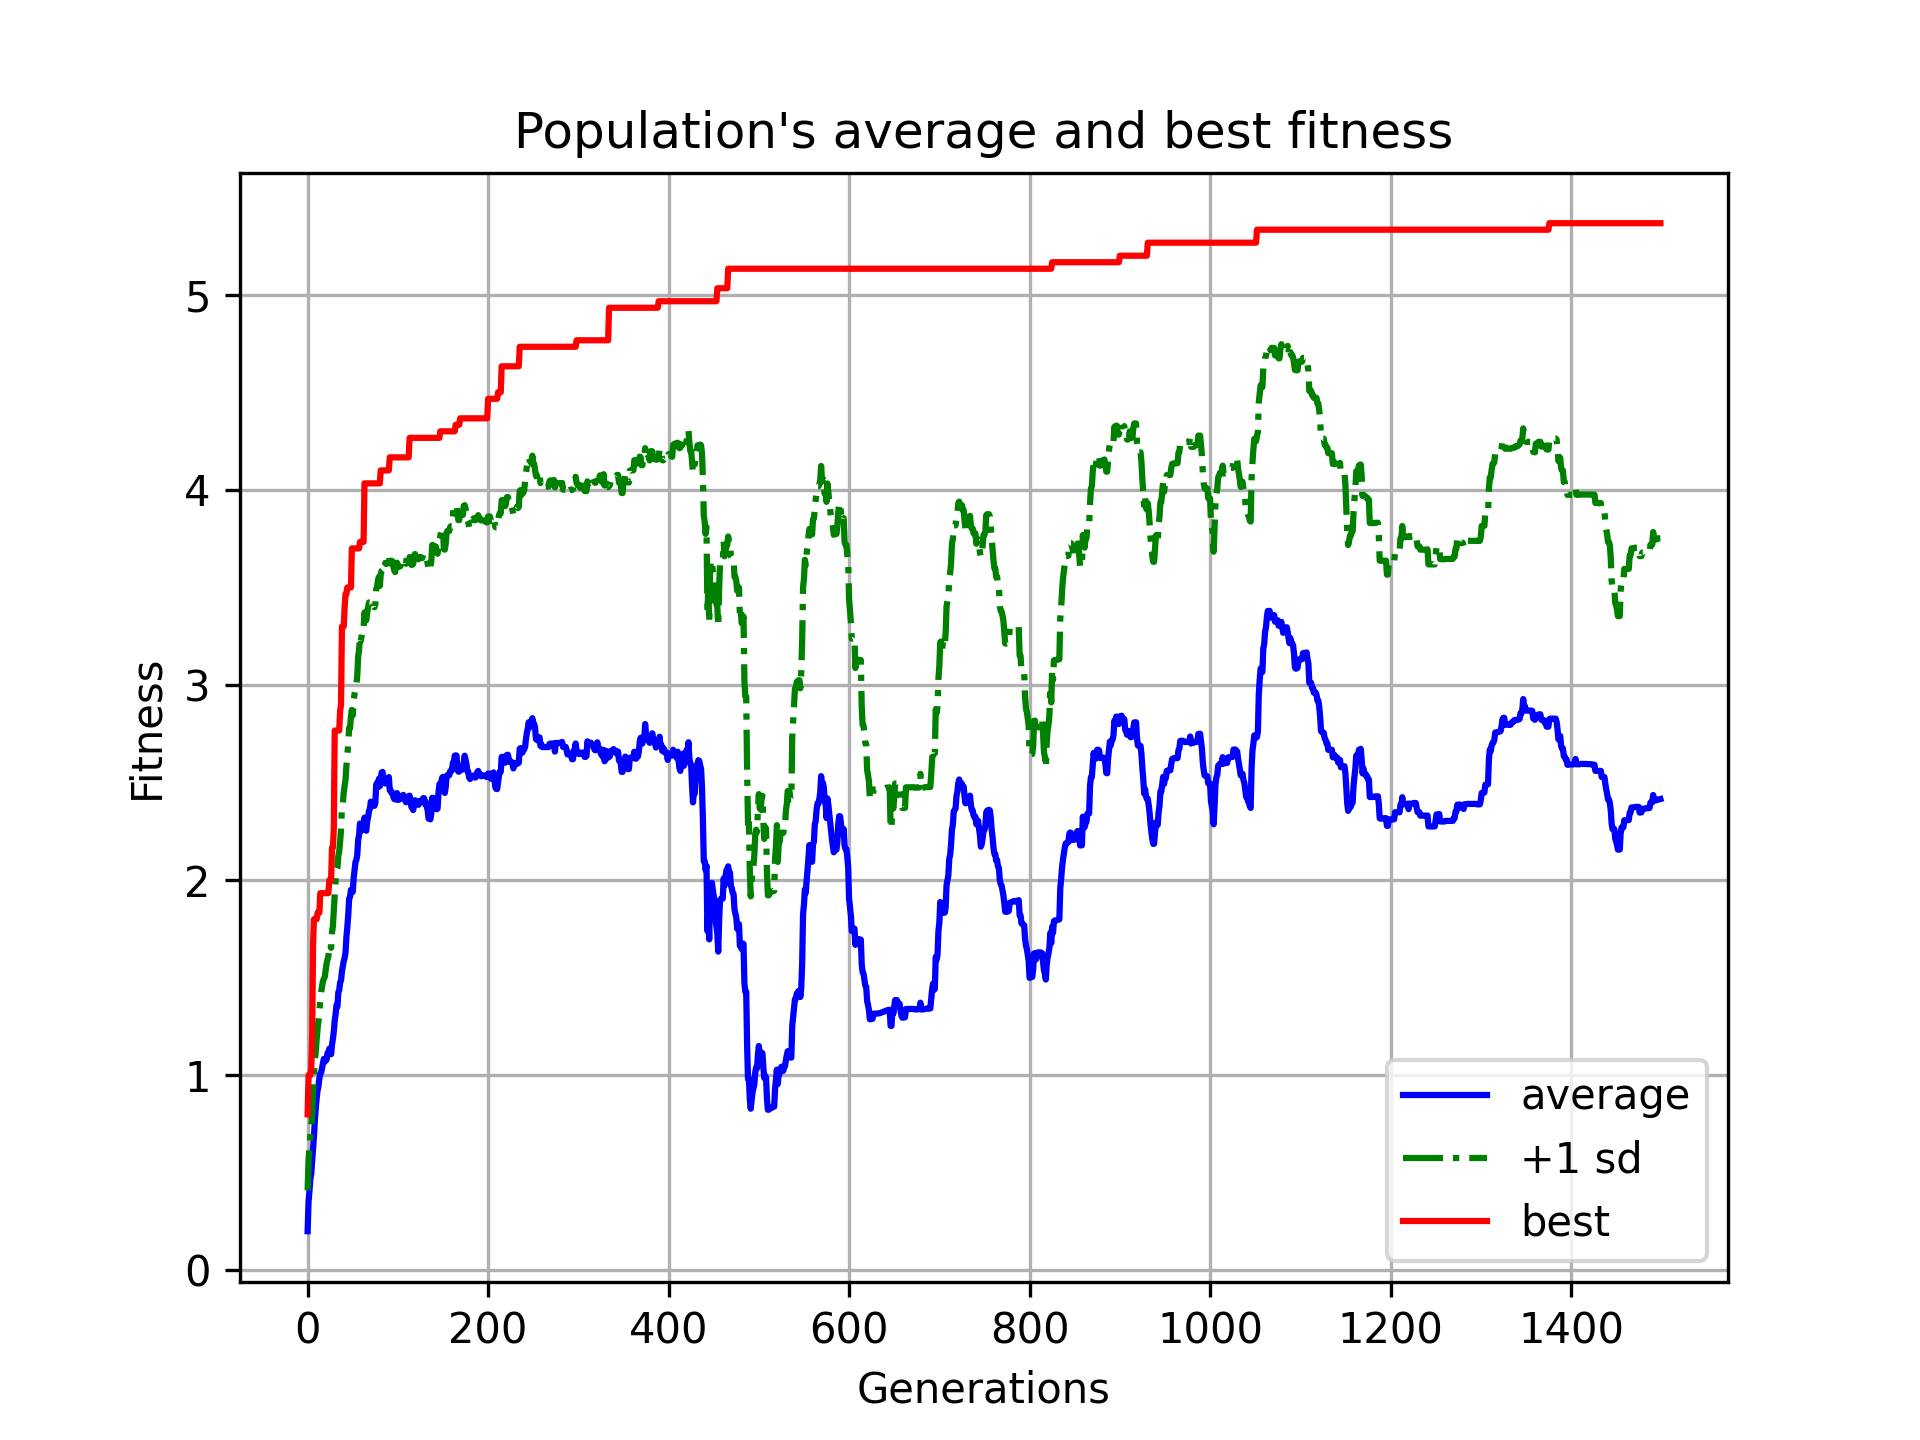 Population's average and best fitness
Fitness
5
4
3
2
1
0
0 200 400 600 800 1000 1200 1400
Generations
average
+1 sd
best